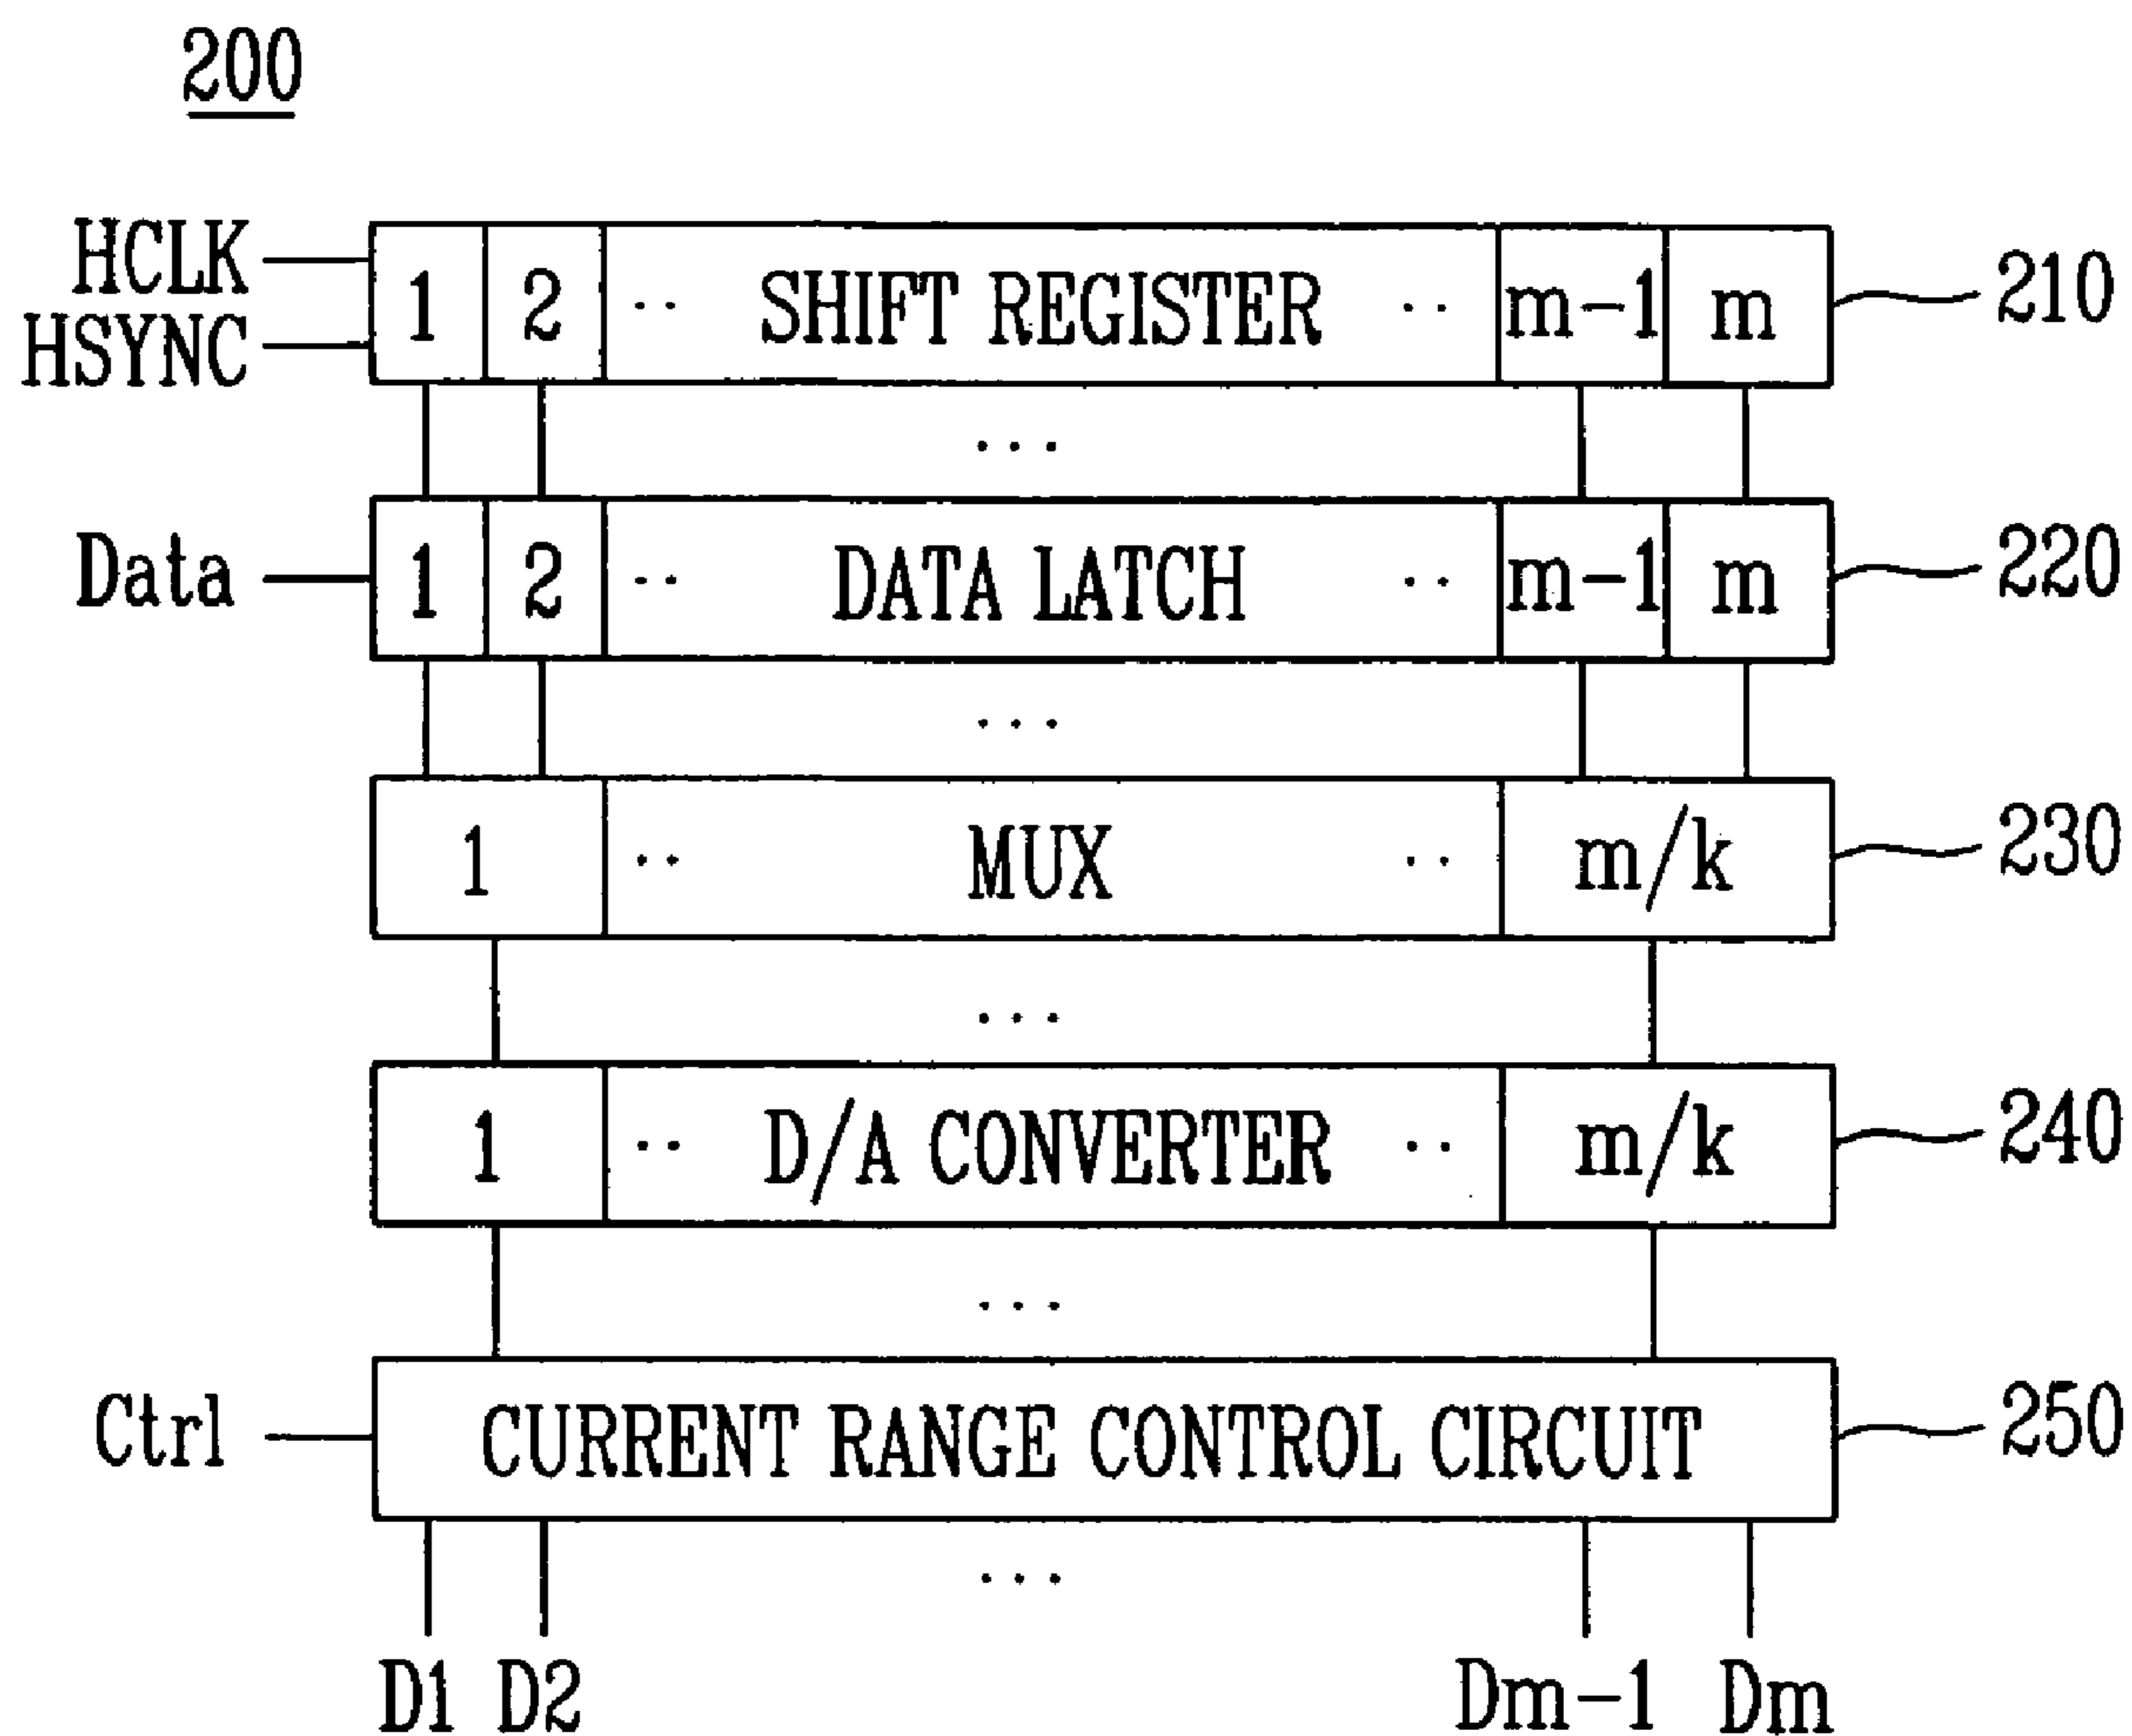 200
HCLK
HSYNC
1 2 ·· SHIFT REGISTER ·· m-1 m
210
...
Data
1 2 ·· DATA LATCH ·· m-1 m
220
...
1 ·· MUX ·· m/k
230
...
1 ·· D/A CONVERTER ·· m/k
240
...
Ctrl
CURRENT RANGE CONTROL CIRCUIT
250
...
D1 D2 Dm-1 Dm